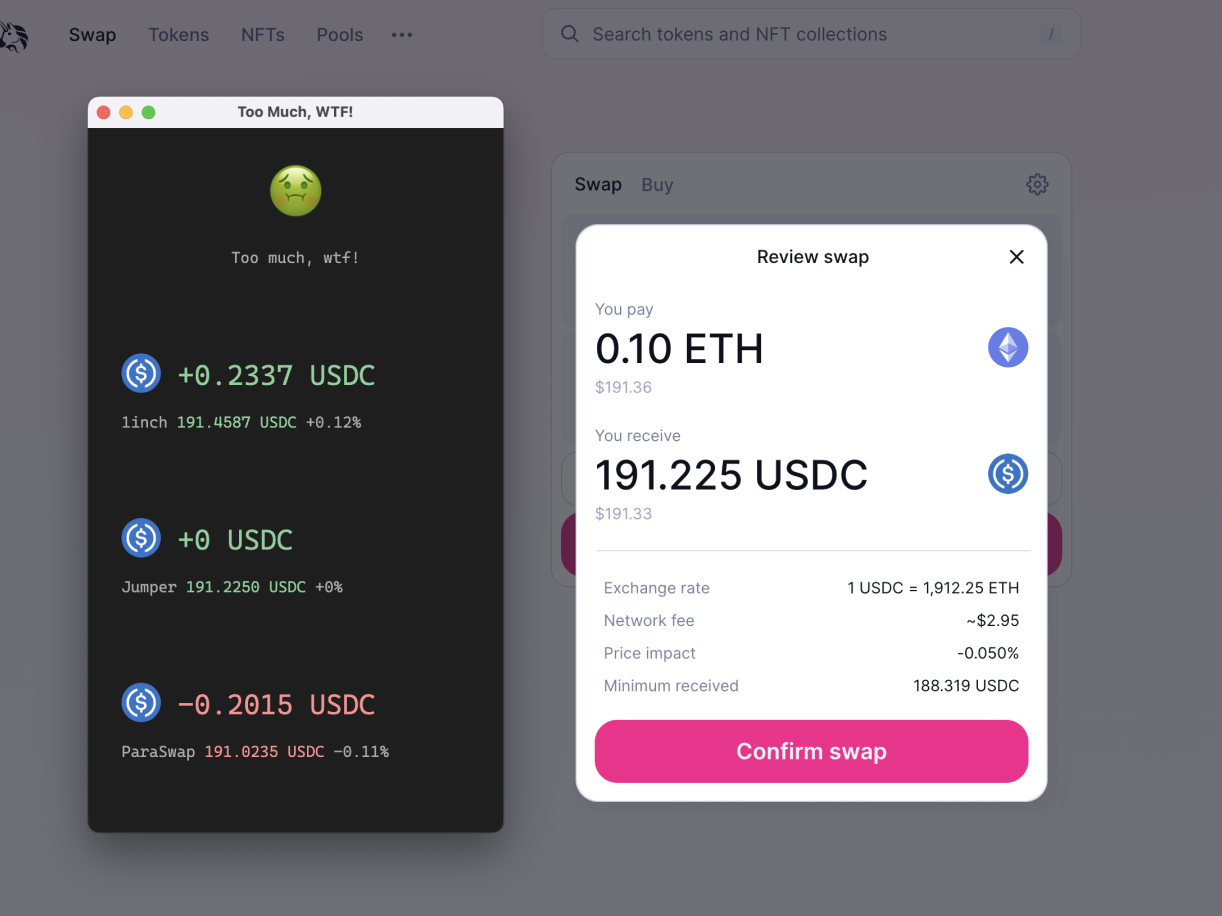 Swap Tokens NFTs Pools
Search tokens and NFT collections /
Too Much, WTF!
Too much, wtf!
+0.2337 USDC
1inch 191.4587 USDC +0.12%
+0 USDC
Jumper 191.2250 USDC +0%
−0.2015 USDC
ParaSwap 191.0235 USDC −0.11%
Swap Buy
Review swap
You pay
0.10 ETH
$191.36
You receive
191.225 USDC
$191.33
Exchange rate 1 USDC = 1,912.25 ETH
Network fee ~$2.95
Price impact -0.050%
Minimum received 188.319 USDC
Confirm swap